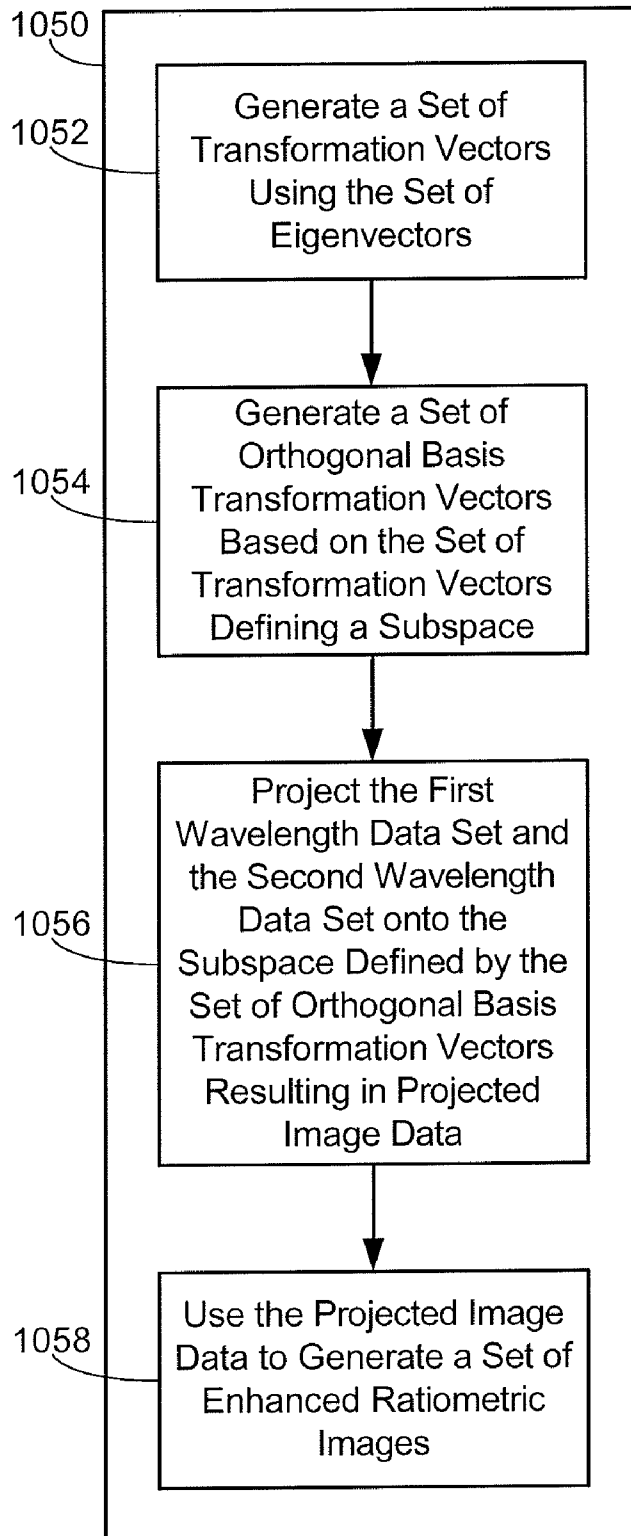 1050
1052
Generate a Set of
Transformation Vectors
Using the Set of
Eigenvectors
1054
Generate a Set of
Orthogonal Basis
Transformation Vectors
Based on the Set of
Transformation Vectors
Defining a Subspace
1056
Project the First
Wavelength Data Set and
the Second Wavelength
Data Set onto the
Subspace Defined by the
Set of Orthogonal Basis
Transformation Vectors
Resulting in Projected
Image Data
1058
Use the Projected Image
Data to Generate a Set of
Enhanced Ratiometric
Images